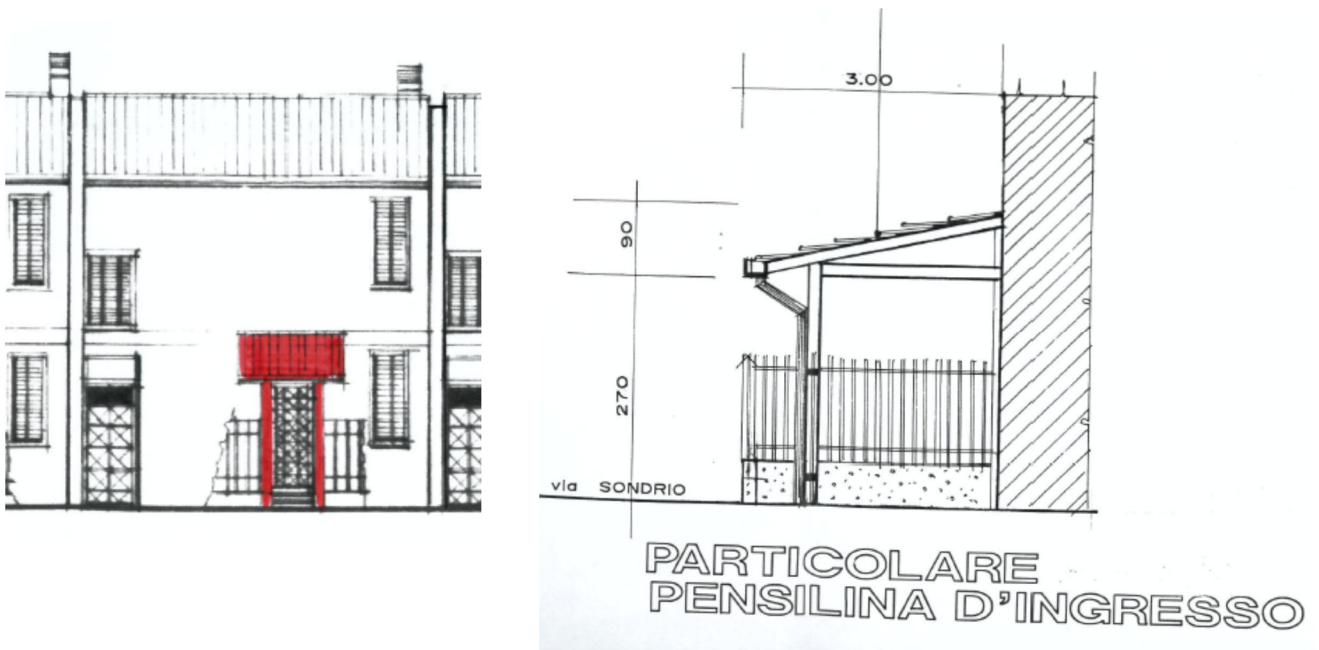 3.00
90
270
via SONDRIO
PARTICOLARE
PENSILINA D'INGRESSO